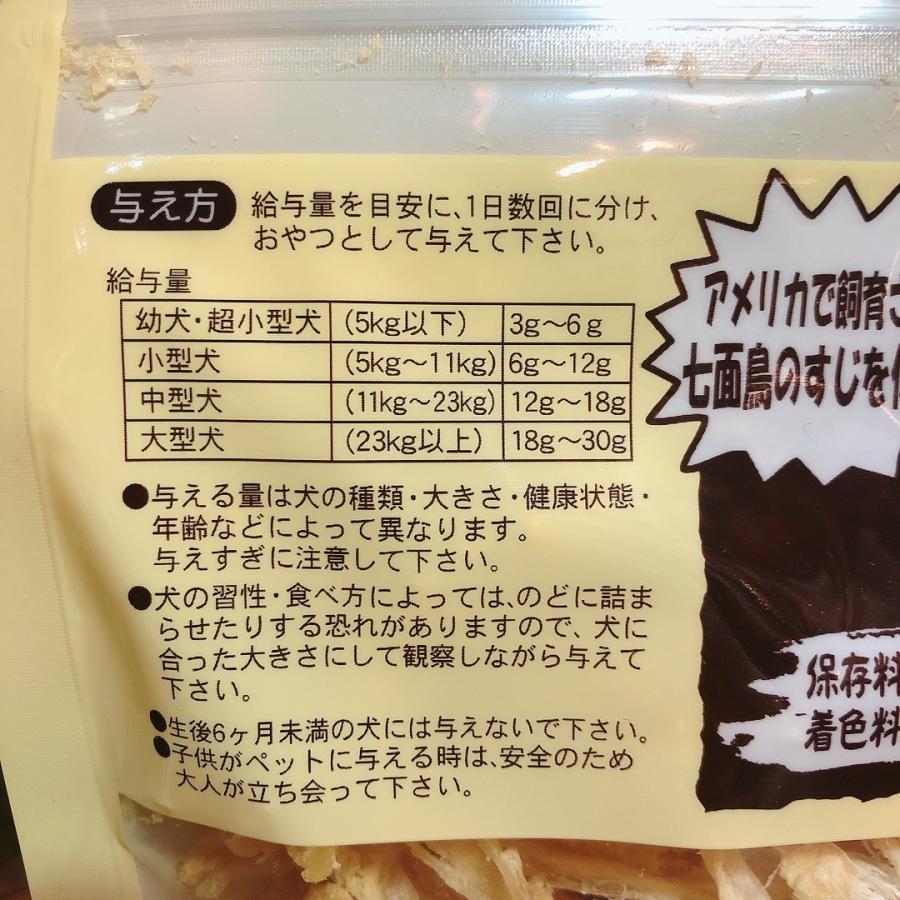 与え方
給与量を目安に、1日数回に分け、
おやつとして与えて下さい。
給与量
幼犬・超小型犬 (5kg以下) 3g～6g
小型犬 (5kg～11kg) 6g～12g
中型犬 (11kg～23kg) 12g～18g
大型犬 (23kg以上) 18g～30g
●与える量は犬の種類・大きさ・健康状態・
年齢などによって異なります。
与えすぎに注意して下さい。
●犬の習性・食べ方によっては、のどに詰ま
らせたりする恐れがありますので、犬に
合った大きさにして観察しながら与えて
下さい。
●生後6ヶ月未満の犬には与えないで下さい。
●子供がペットに与える時は、安全のため
大人が立ち会って下さい。
アメリカで飼育さ
七面鳥のすじを
保存料
着色料